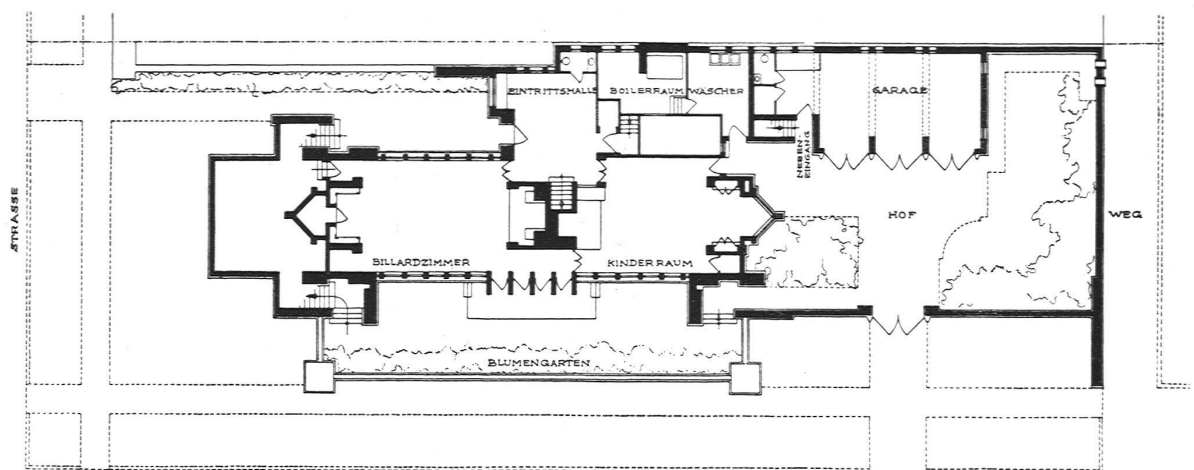 EINTRITTSHALLE
BOILERRAUM
WÄSCHER
GARAGE
NEBEN-
EINGANG
STRASSE
HOF
WEG
BILLARDZIMMER
KINDERRAUM
BLUMENGARTEN